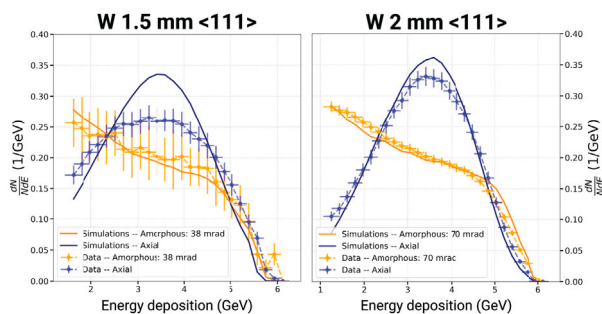 W 1.5 mm <111>
W 2 mm <111>
0.40
0.35
0.30
0.25
0.20
0.15
0.10
0.05
0.00
dN/NdE (1/GeV)
Simulations -- Amorphous: 38 mrad
Simulations -- Axial
Data -- Amorphous: 38 mrad
Data -- Axial
2
3
4
5
6
Energy deposition (GeV)
Simulations -- Amorphous: 70 mrad
Simulations -- Axial
Data -- Amorphous: 70 mrac
Data -- Axial
1
2
3
4
5
6
Energy deposition (GeV)
0.40
0.35
0.30
0.25
0.20
0.15
0.10
0.05
0.00
dN/NdE (1/GeV)